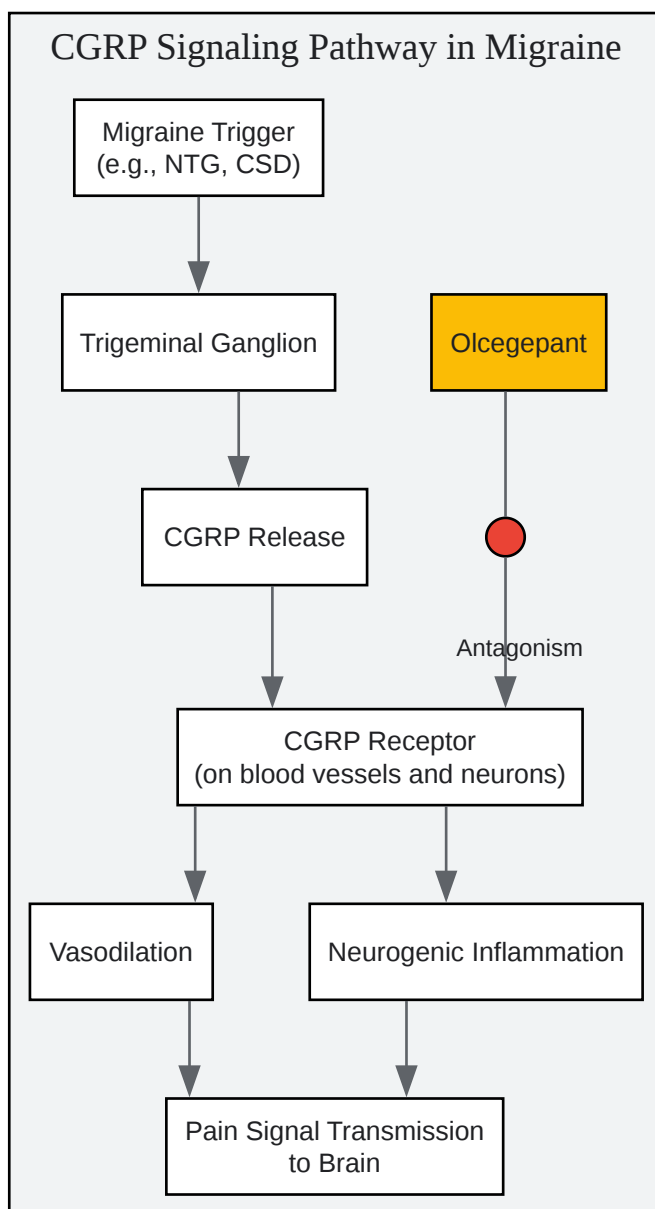 CGRP Signaling Pathway in Migraine
Migraine Trigger
(e.g., NTG, CSD)
Trigeminal Ganglion
Olcegepant
CGRP Release
Antagonism
CGRP Receptor
(on blood vessels and neurons)
Vasodilation
Neurogenic Inflammation
Pain Signal Transmission
to Brain